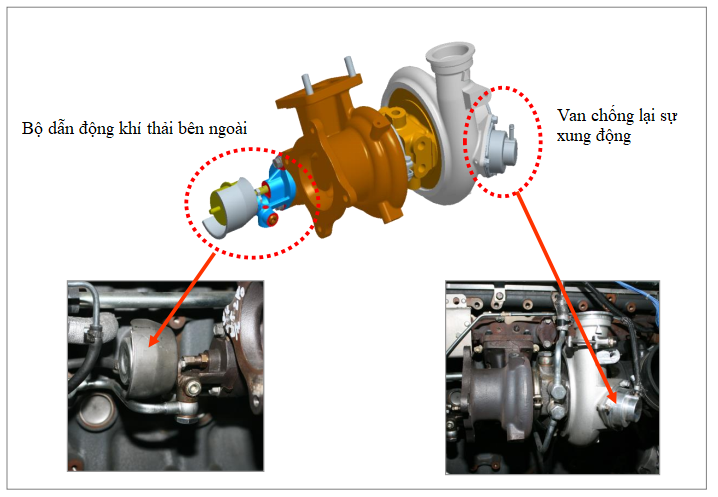 Bộ dẫn động khí thải bên ngoài
Van chống lại sự
xung động